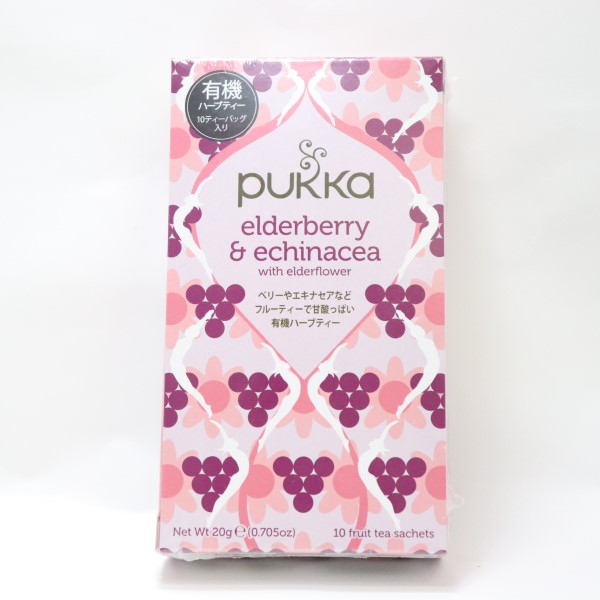 有機
ハーブティー
10ティーバッグ
入り
pukka
elderberry
& echinacea
with elderflower
ベリーやエキナセアなど
フルーティーで甘酸っぱい
有機ハーブティー
Net Wt 20g ℮ (0.705oz)
10 fruit tea sachets